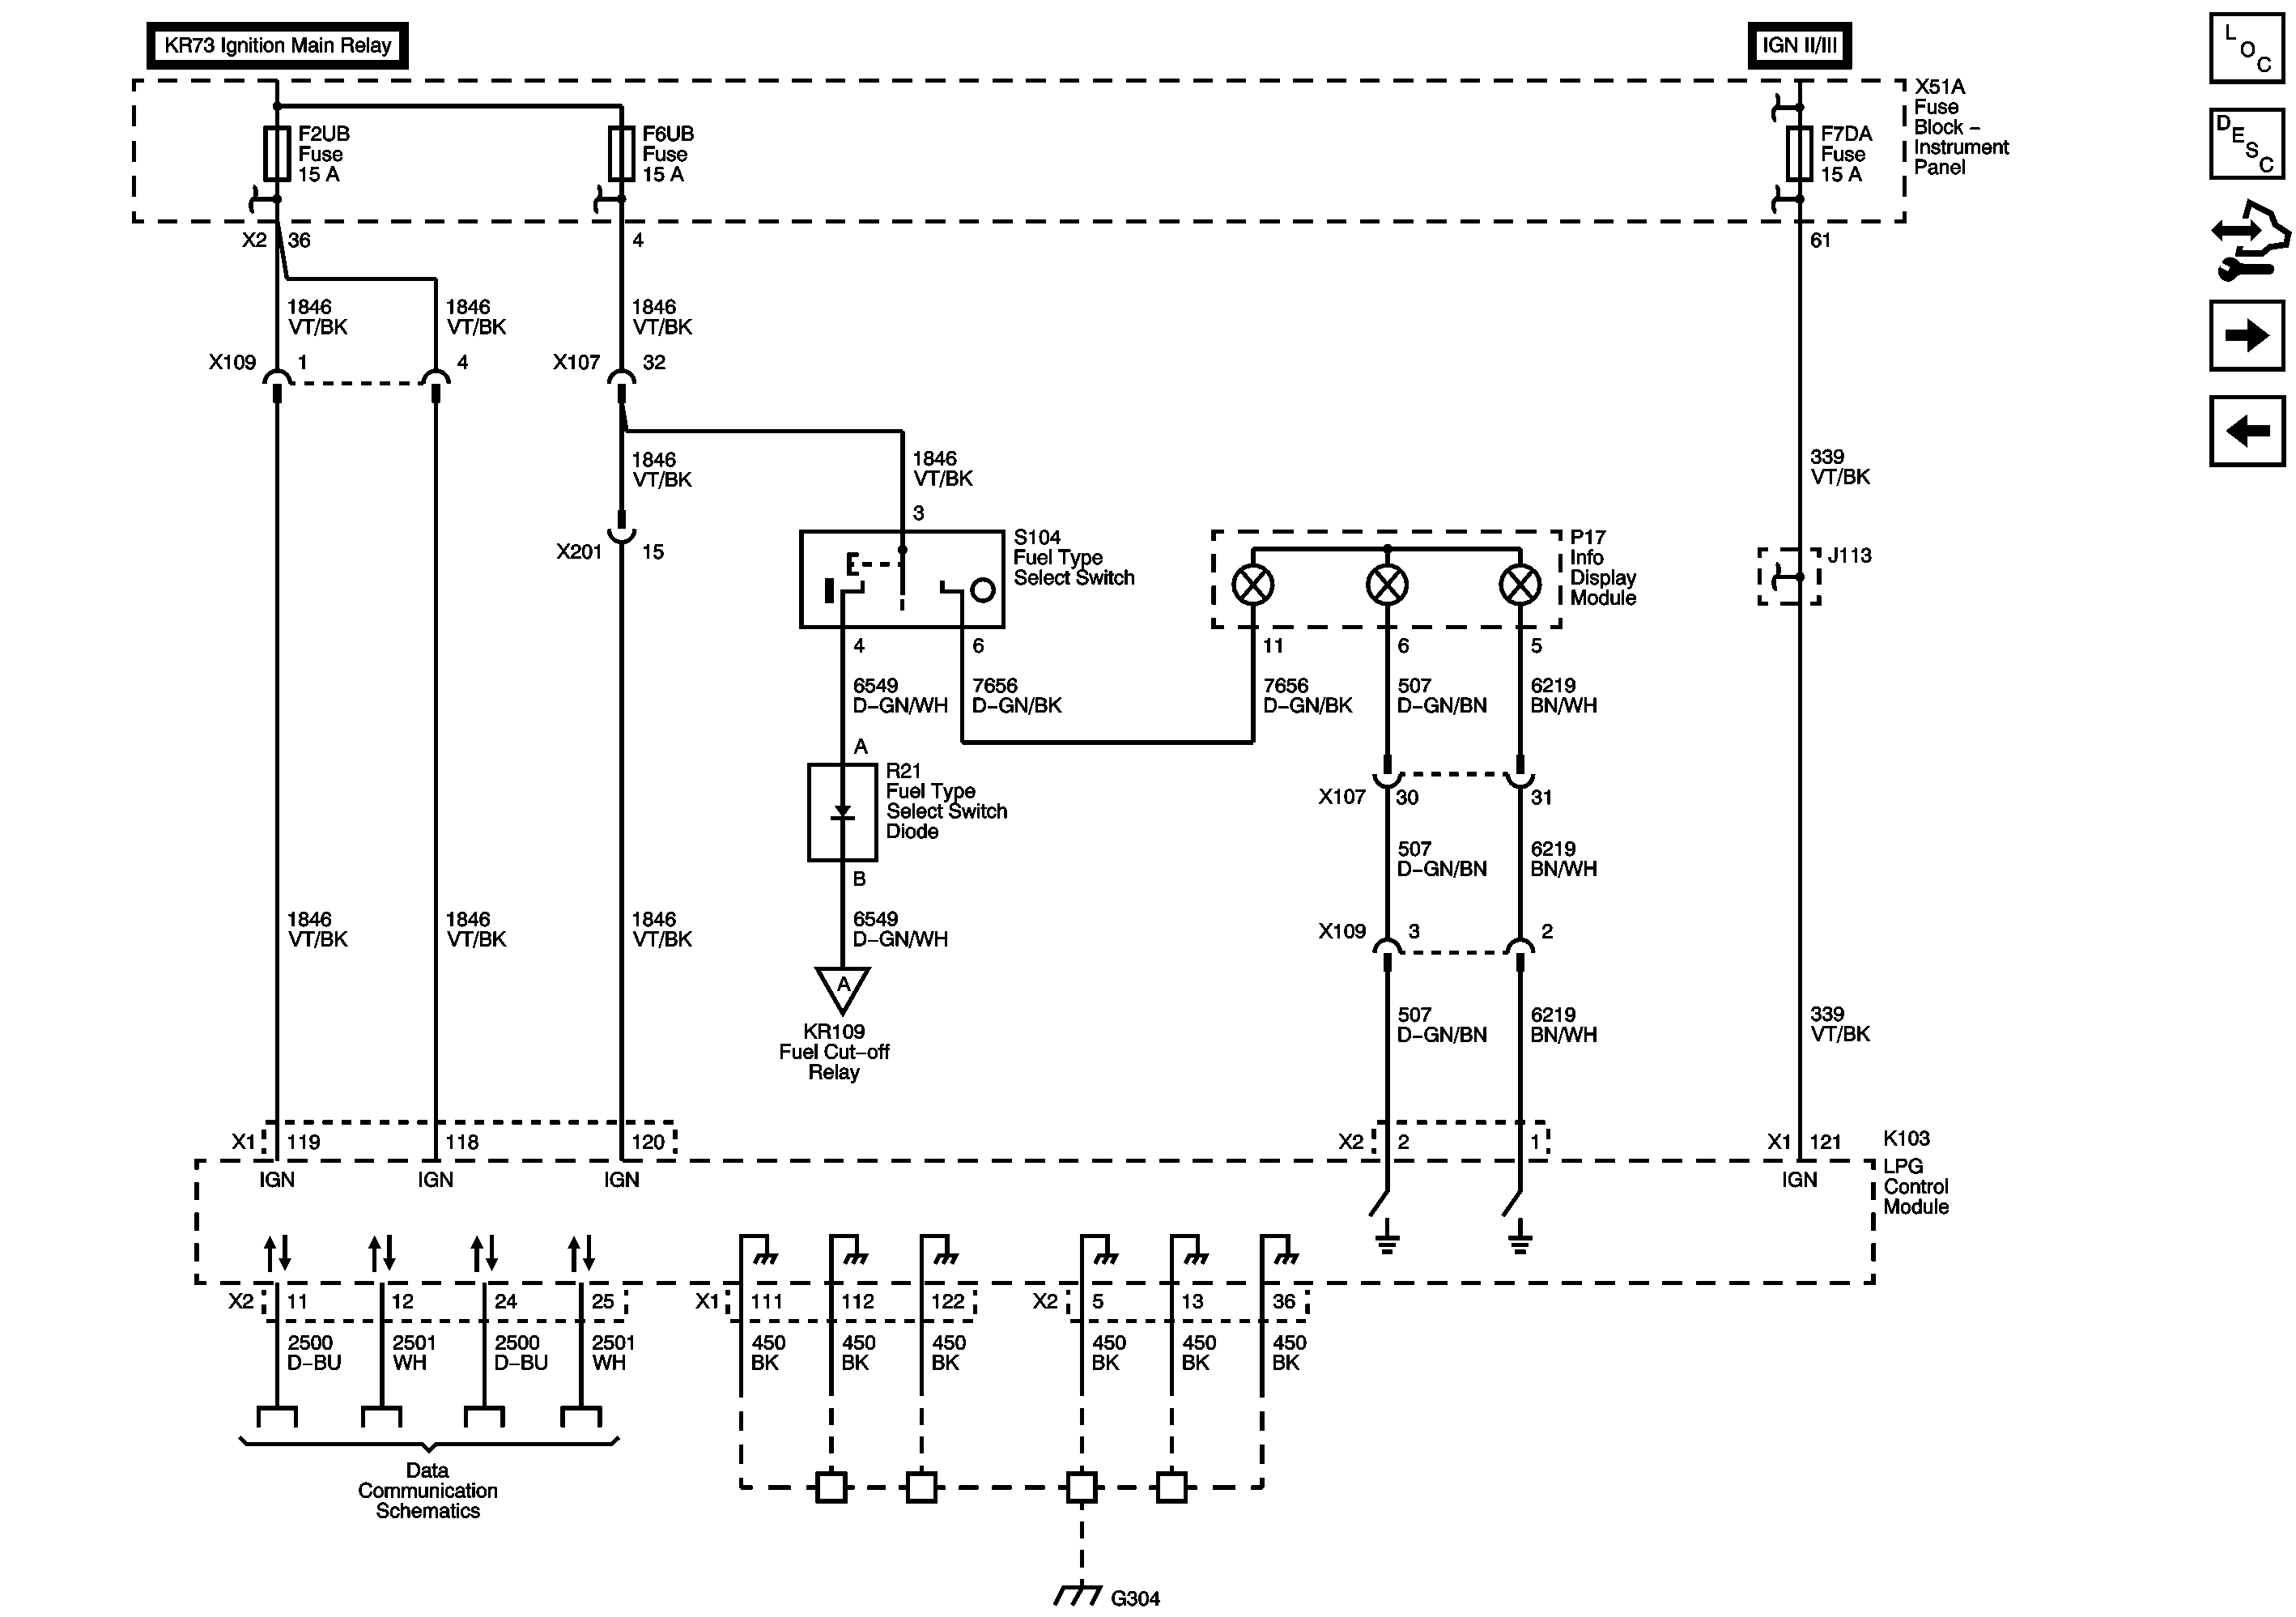 KR73 Ignition Main Relay
IGN II/III
L
O
C
D
E
S
C
X51A
Fuse
Block –
Instrument
Panel
F2UB
Fuse
15 A
F6UB
Fuse
15 A
F7DA
Fuse
15 A
X2 36
4
61
1846
VT/BK
1846
VT/BK
1846
VT/BK
X109 1
4
X107 32
1846
VT/BK
1846
VT/BK
339
VT/BK
3
X201 15
S104
Fuel Type
Select Switch
P17
Info
Display
Module
J113
4
6
11
6
5
6549
D–GN/WH
7656
D–GN/BK
7656
D–GN/BK
507
D–GN/BN
6219
BN/WH
A
R21
Fuel Type
Select Switch
Diode
B
X107 30
31
507
D–GN/BN
6219
BN/WH
1846
VT/BK
1846
VT/BK
1846
VT/BK
6549
D–GN/WH
X109 3
2
A
KR109
Fuel Cut–off
Relay
507
D–GN/BN
6219
BN/WH
339
VT/BK
X1 119
118
120
X2 2
1
X1 121
K103
LPG
Control
Module
IGN
IGN
IGN
IGN
X2 11
12
24
25
X1 111
112
122
X2 5
13
36
2500
D–BU
2501
WH
2500
D–BU
2501
WH
450
BK
450
BK
450
BK
450
BK
450
BK
450
BK
Data
Communication
Schematics
G304